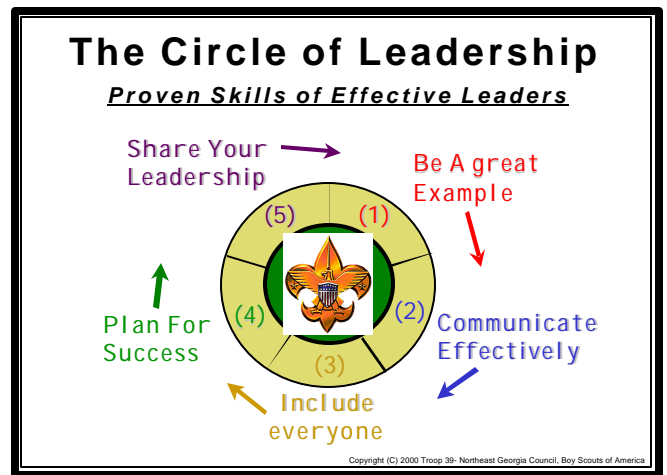 The Circle of Leadership
Proven Skills of Effective Leaders
Share Your
Leadership
Be A great
Example
(5)
(1)
(4)
(2)
Plan For
Success
Communicate
Effectively
(3)
Include
everyone
Copyright (C) 2000 Troop 39- Northeast Georgia Council, Boy Scouts of America